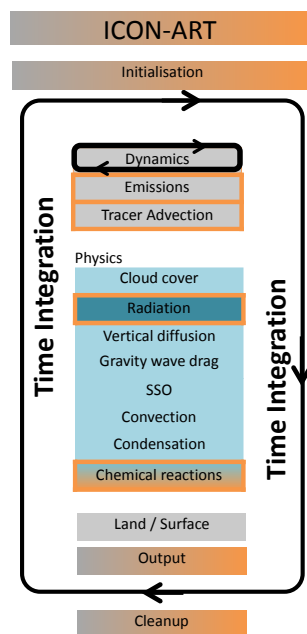 ICON-ART
Initialisation
Dynamics
Emissions
Tracer Advection
Time Integration
Time Integration
Physics
Cloud cover
Radiation
Vertical diffusion
Gravity wave drag
SSO
Convection
Condensation
Chemical reactions
Land / Surface
Output
Cleanup